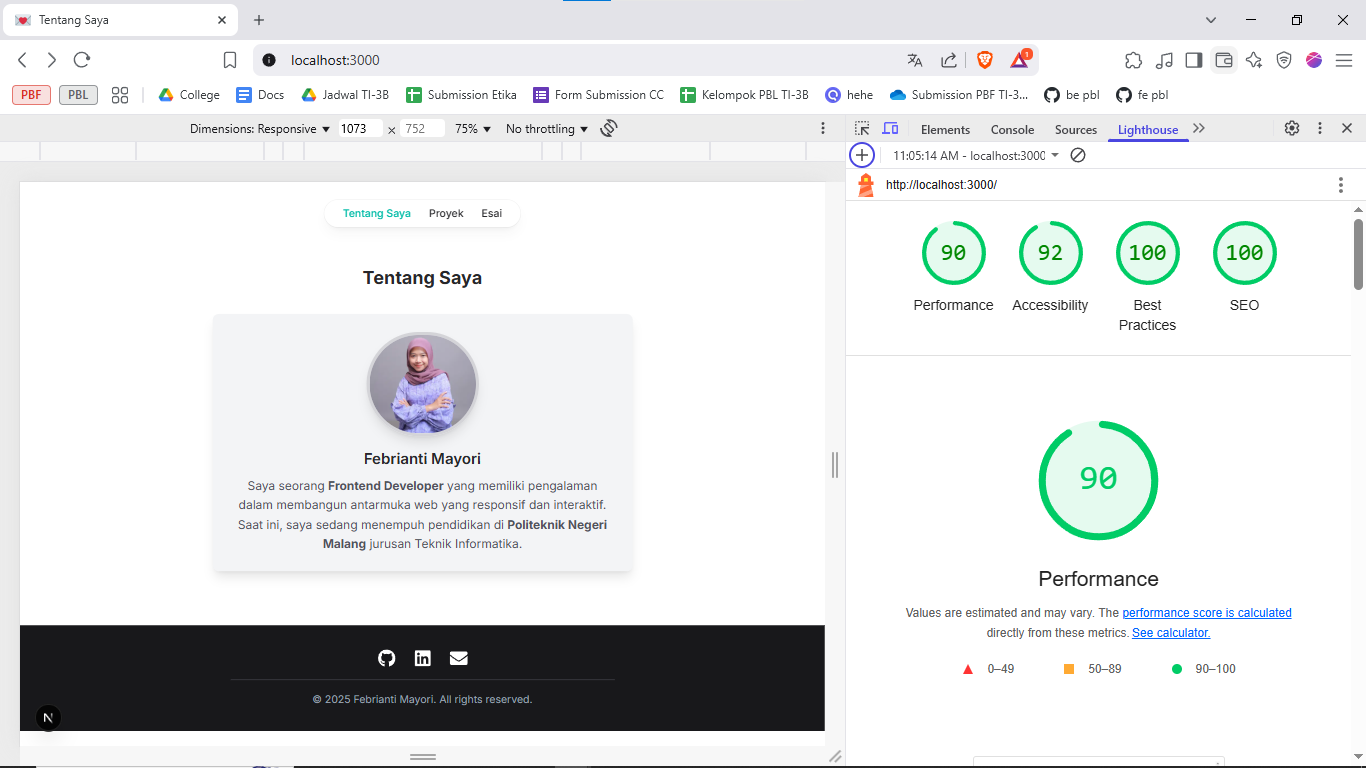 Tentang Saya
localhost:3000
1
PBF
PBL
College
Docs
Jadwal TI-3B
Submission Etika
Form Submission CC
Kelompok PBL TI-3B
hehe
Submission PBF TI-3...
be pbl
fe pbl
Dimensions: Responsive
1073
×
752
75%
No throttling
Elements
Console
Sources
Lighthouse
11:05:14 AM - localhost:3000
http://localhost:3000/
Tentang Saya
Proyek
Esai
Tentang Saya
Febrianti Mayori
Saya seorang Frontend Developer yang memiliki pengalaman
dalam membangun antarmuka web yang responsif dan interaktif.
Saat ini, saya sedang menempuh pendidikan di Politeknik Negeri
Malang jurusan Teknik Informatika.
© 2025 Febrianti Mayori. All rights reserved.
N
90
92
100
100
Performance
Accessibility
Best
Practices
SEO
90
Performance
Values are estimated and may vary. The performance score is calculated
directly from these metrics. See calculator.
0–49
50–89
90–100